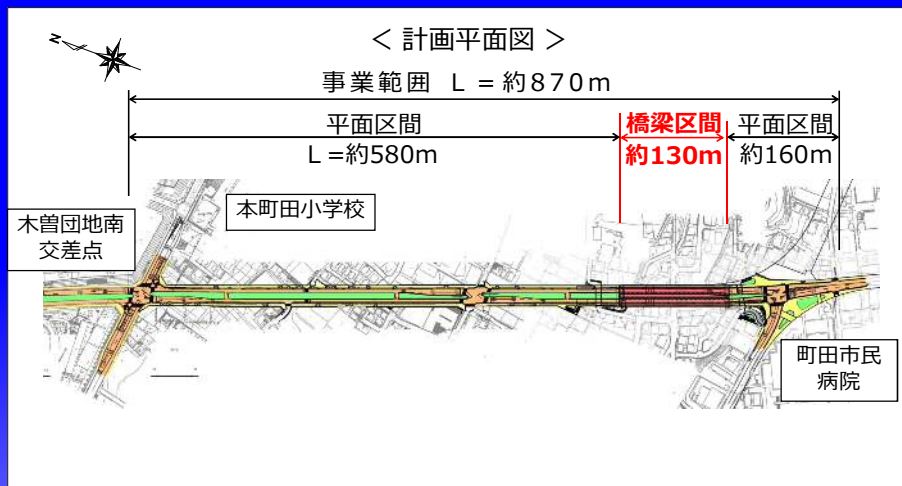 N
＜ 計画平面図 ＞
事業範囲 L = 約870m
平面区間
L =約580m
橋梁区間
約130m
平面区間
約160m
木曽団地南
交差点
本町田小学校
町田市民
病院